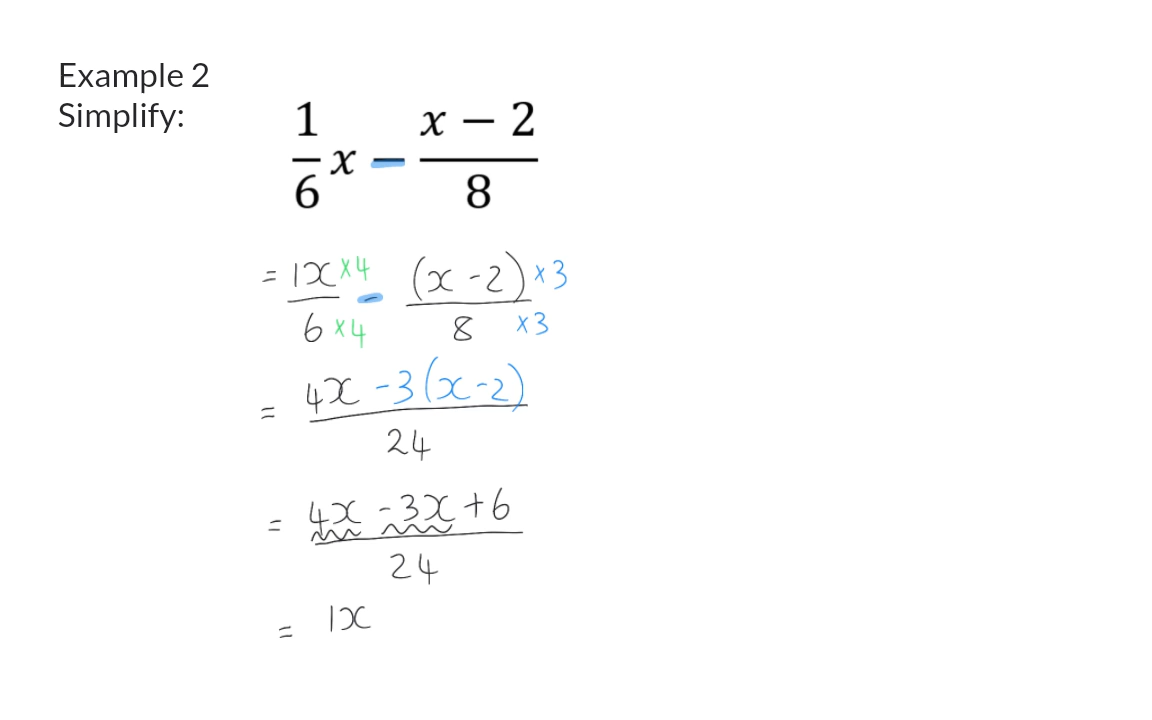 Example 2
Simplify:
1/6 x − (x − 2)/8
= 1x ×4 / 6 ×4 − (x - 2) ×3 / 8 ×3
= 4x - 3(x - 2) / 24
= 4x - 3x + 6 / 24
= 1x